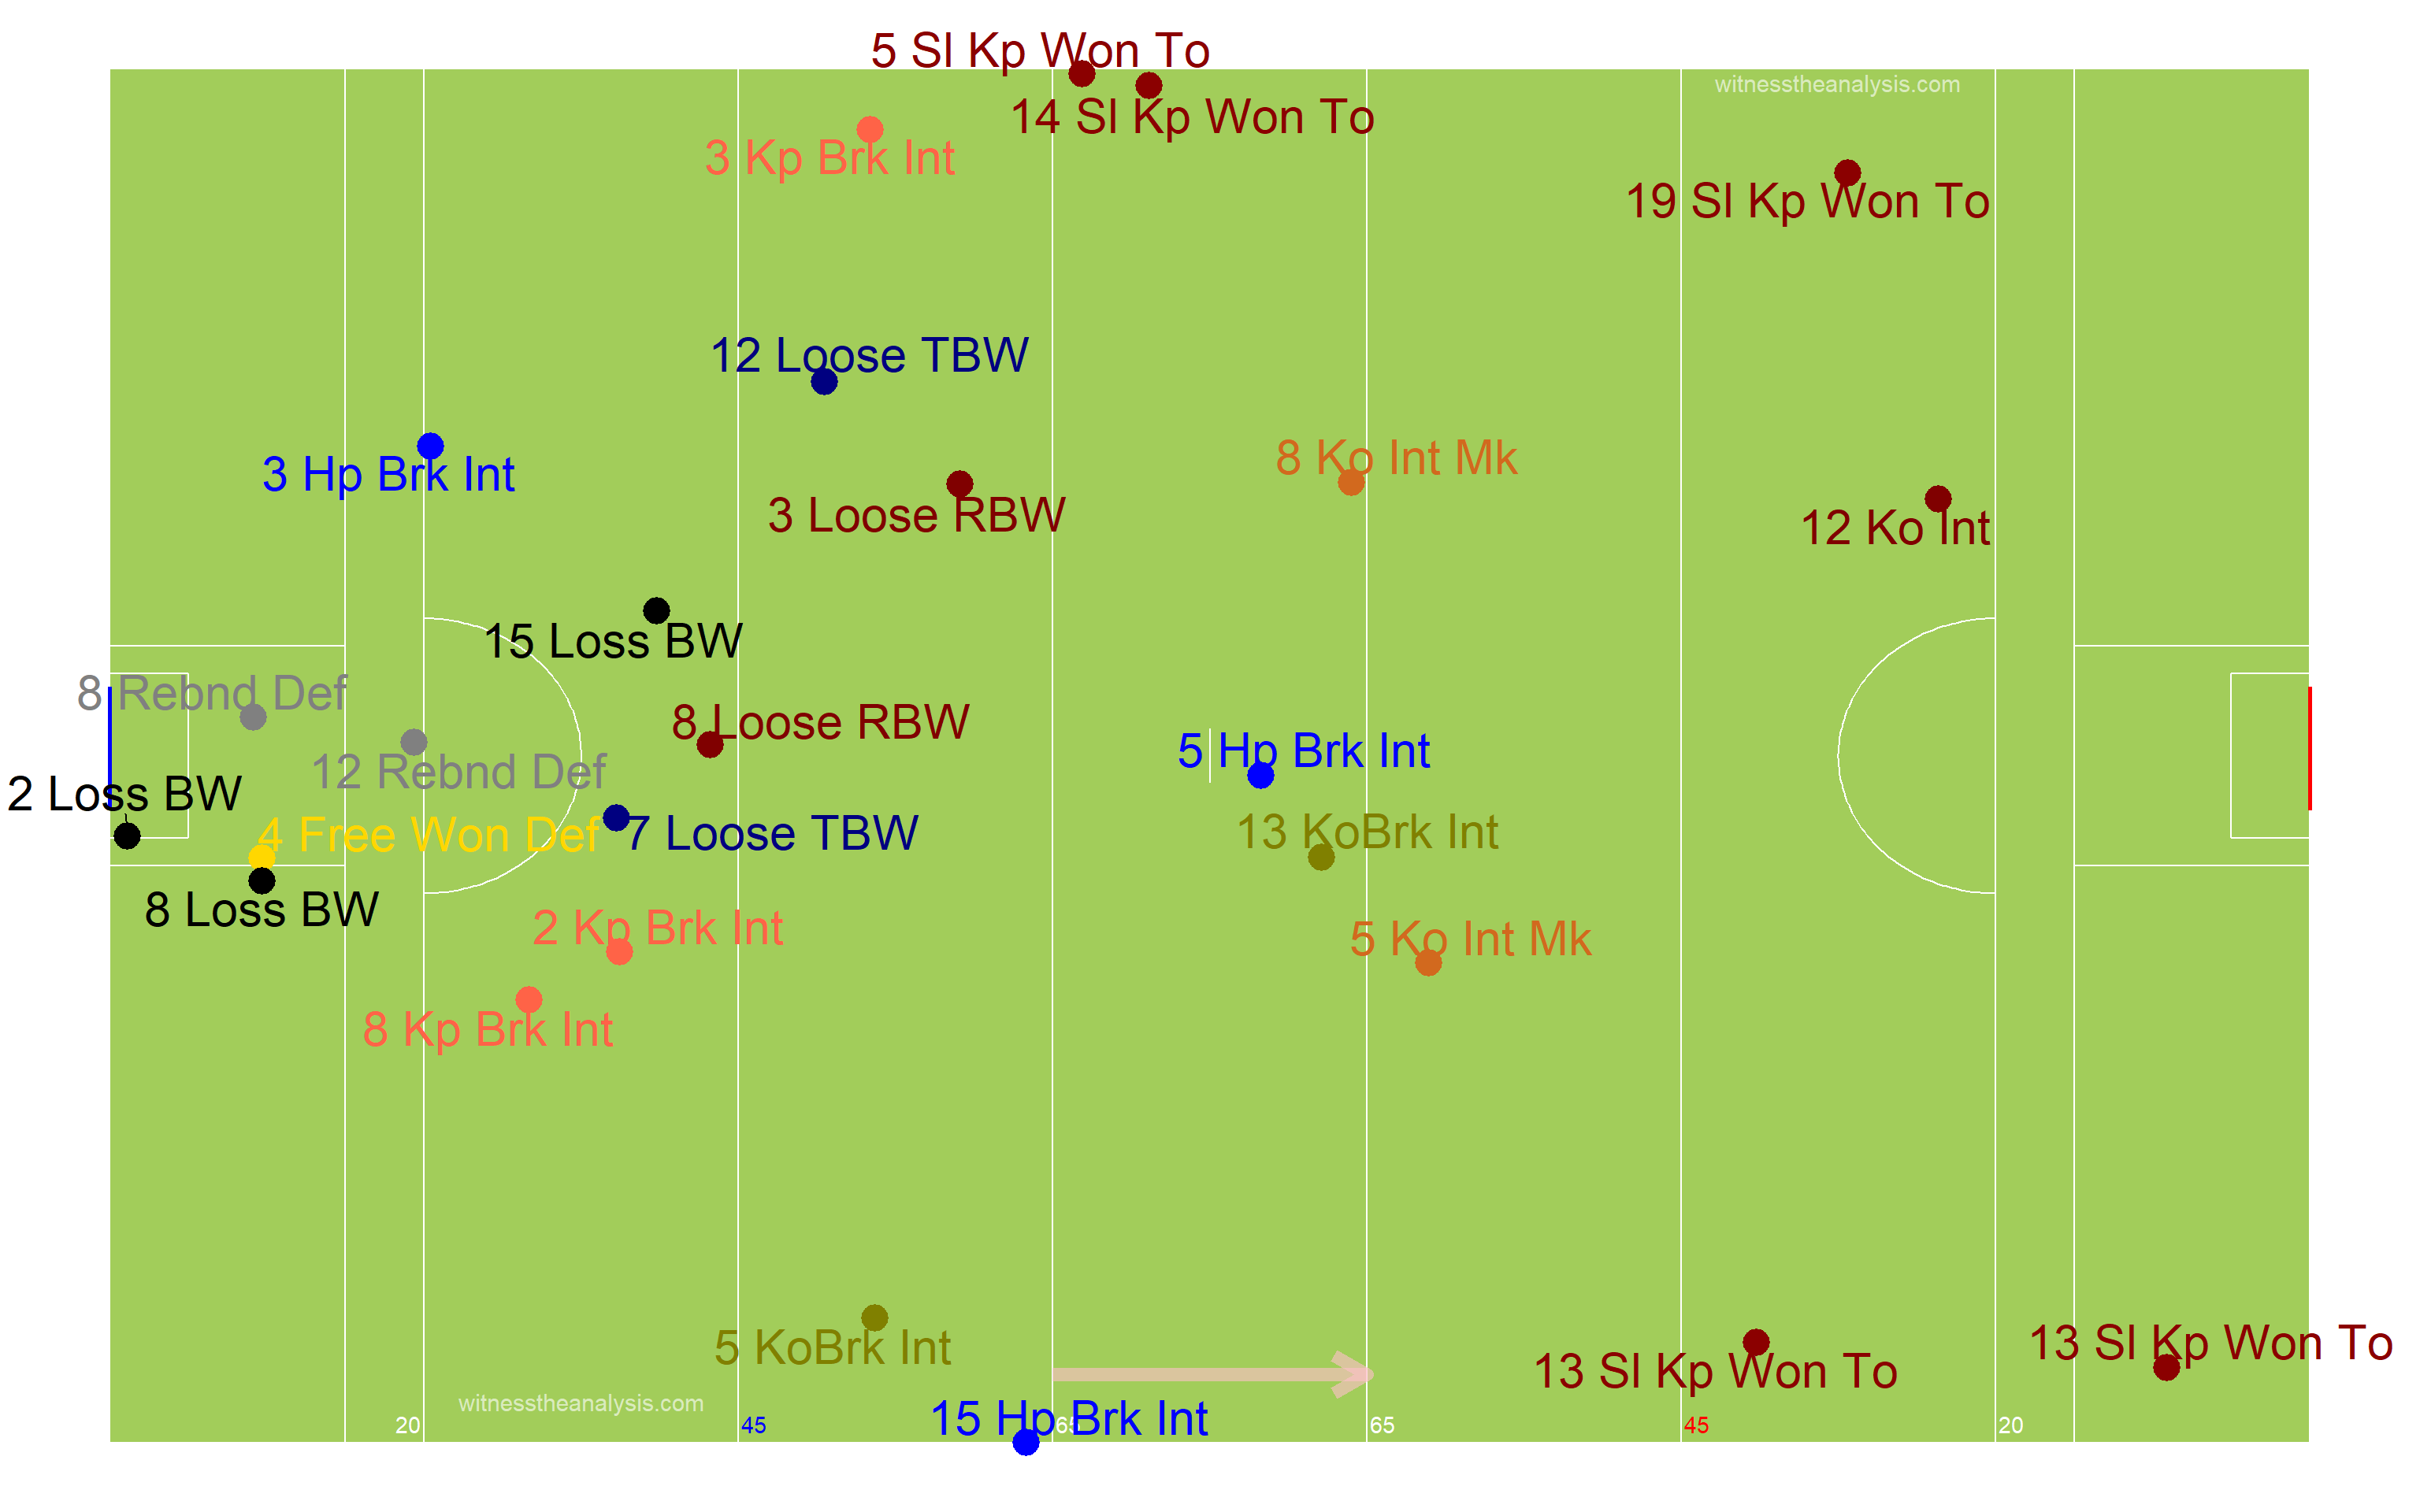 5 Sl Kp Won To
witnesstheanalysis.com
14 Sl Kp Won To
3 Kp Brk Int
19 Sl Kp Won To
12 Loose TBW
8 Ko Int Mk
3 Hp Brk Int
3 Loose RBW
12 Ko Int
15 Loss BW
8 Rebnd Def
8 Loose RBW
5 Hp Brk Int
12 Rebnd Def
2 Loss BW
4 Free Won Def
7 Loose TBW
13 KoBrk Int
8 Loss BW
2 Kp Brk Int
5 Ko Int Mk
8 Kp Brk Int
5 KoBrk Int
13 Sl Kp Won To
13 Sl Kp Won To
witnesstheanalysis.com
15 Hp Brk Int
20
45
65
65
45
20